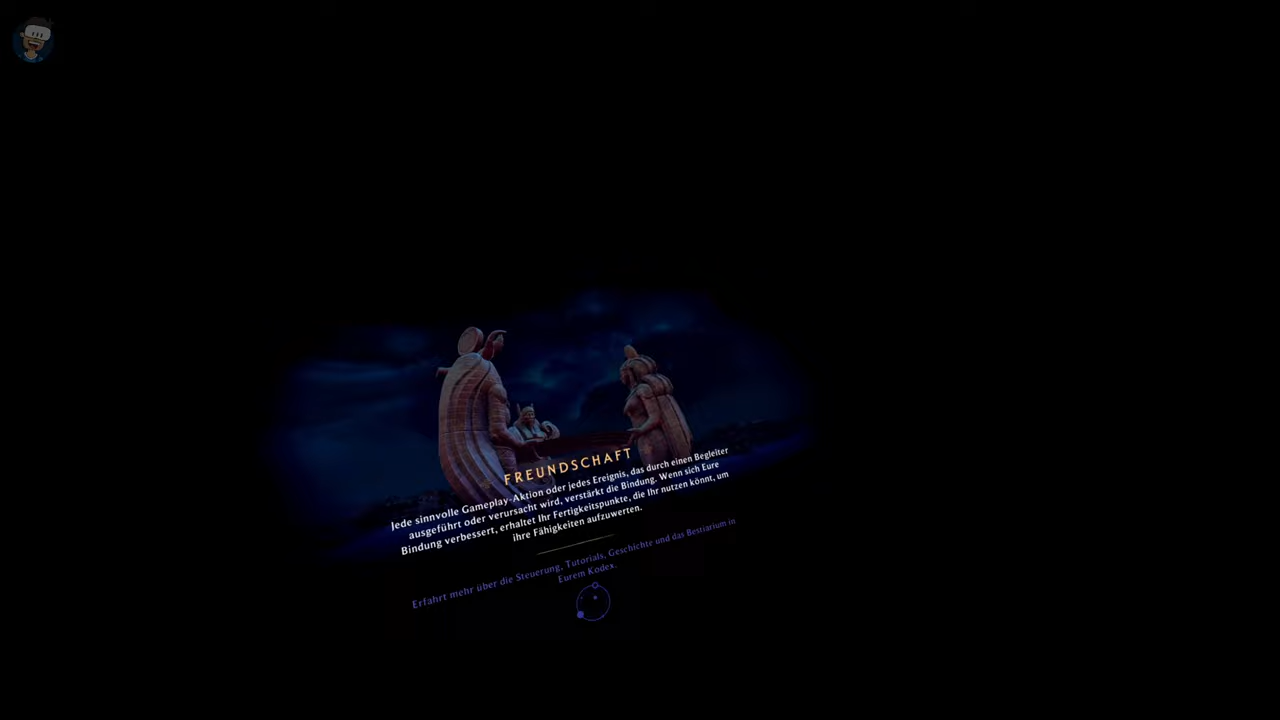 FREUNDSCHAFT
Jede sinnvolle Gameplay-Aktion oder jedes Ereignis, das durch einen Begleiter
ausgeführt oder verursacht wird, verstärkt die Bindung. Wenn sich Eure
Bindung verbessert, erhaltet Ihr Fertigkeitspunkte, die Ihr nutzen könnt, um
ihre Fähigkeiten aufzuwerten.
Erfahrt mehr über die Steuerung, Tutorials, Geschichte und das Bestiarium in
Eurem Kodex.